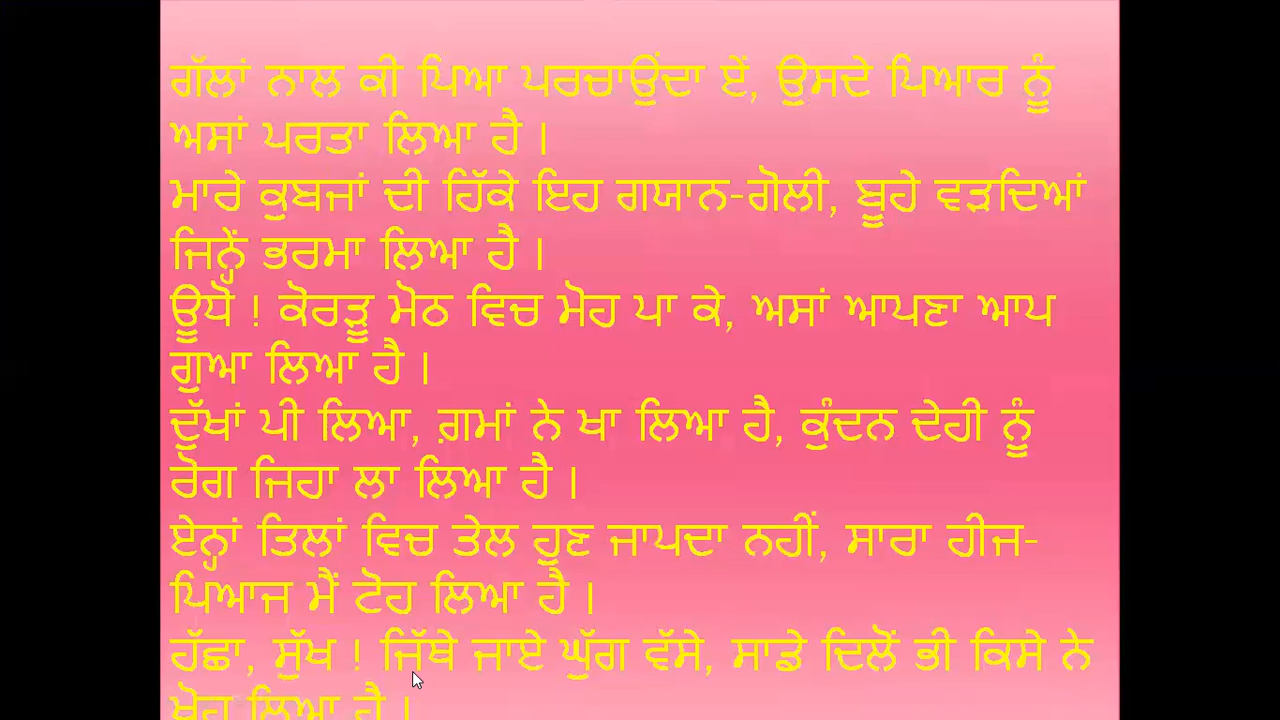 ਗੱਲਾਂ ਨਾਲ ਕੀ ਪਿਆ ਪਰਚਾਉਂਦਾ ਏਂ, ਉਸਦੇ ਪਿਆਰ ਨੂੰ
ਅਸਾਂ ਪਰਤਾ ਲਿਆ ਹੈ ।
ਮਾਰੇ ਕੁਬਜਾਂ ਦੀ ਹਿੱਕੇ ਇਹ ਗਯਾਨ-ਗੋਲੀ, ਬੂਹੇ ਵੜਦਿਆਂ
ਜਿਨ੍ਹੇਂ ਭਰਮਾ ਲਿਆ ਹੈ ।
ਊਧੋ ! ਕੋਰੜੂ ਮੋਠ ਵਿਚ ਮੋਹ ਪਾ ਕੇ, ਅਸਾਂ ਆਪਣਾ ਆਪ
ਗੁਆ ਲਿਆ ਹੈ ।
ਦੁੱਖਾਂ ਪੀ ਲਿਆ, ਗ਼ਮਾਂ ਨੇ ਖਾ ਲਿਆ ਹੈ, ਕੁੰਦਨ ਦੇਹੀ ਨੂੰ
ਰੋਗ ਜਿਹਾ ਲਾ ਲਿਆ ਹੈ ।
ਏਨ੍ਹਾਂ ਤਿਲਾਂ ਵਿਚ ਤੇਲ ਹੁਣ ਜਾਪਦਾ ਨਹੀਂ, ਸਾਰਾ ਹੀਜ-
ਪਿਆਜ ਮੈਂ ਟੋਹ ਲਿਆ ਹੈ ।
ਹੱਛਾ, ਸੁੱਖ ! ਜਿੱਥੇ ਜਾਏ ਘੁੱਗ ਵੱਸੇ, ਸਾਡੇ ਦਿਲੋਂ ਭੀ ਕਿਸੇ ਨੇ
ਖੋਹ ਲਿਆ ਹੈ ।